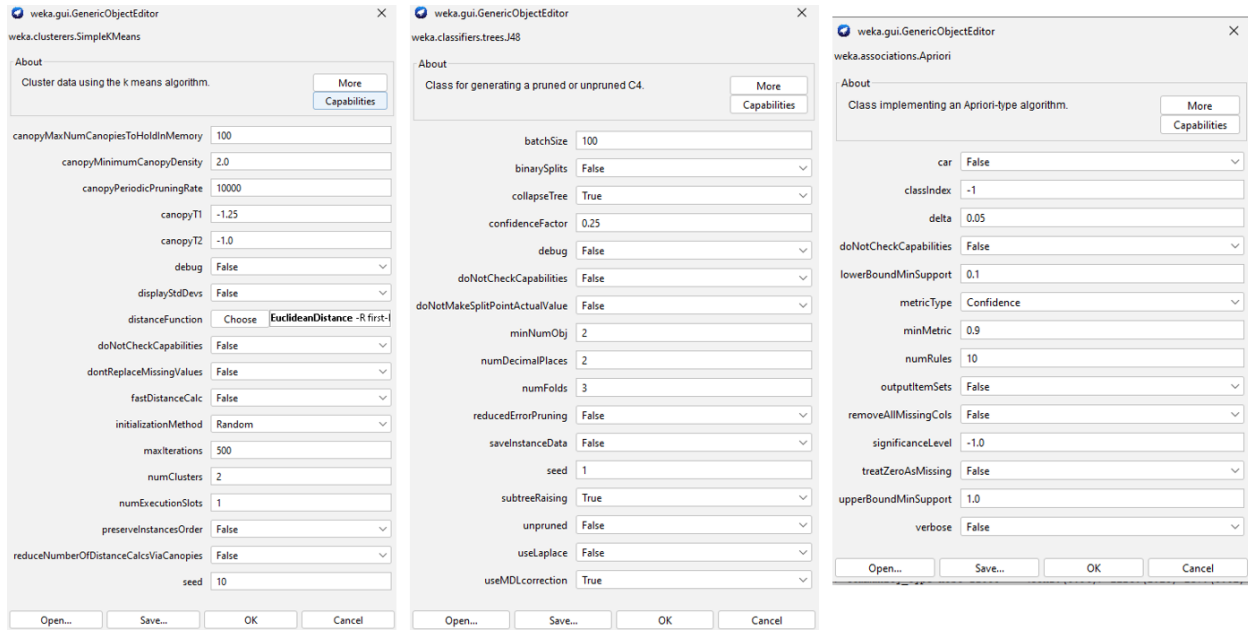 weka.gui.GenericObjectEditor
weka.clusterers.SimpleKMeans
About
Cluster data using the k means algorithm.
More
Capabilities
canopyMaxNumCanopiesToHoldInMemory 100
canopyMinimumCanopyDensity 2.0
canopyPeriodicPruningRate 10000
canopyT1 -1.25
canopyT2 -1.0
debug False
displayStdDevs False
distanceFunction Choose EuclideanDistance -R first-l
doNotCheckCapabilities False
dontReplaceMissingValues False
fastDistanceCalc False
initializationMethod Random
maxIterations 500
numClusters 2
numExecutionSlots 1
preserveInstancesOrder False
reduceNumberOfDistanceCalcsViaCanopies False
seed 10
Open... Save... OK Cancel
weka.gui.GenericObjectEditor
weka.classifiers.trees.J48
About
Class for generating a pruned or unpruned C4.
More
Capabilities
batchSize 100
binarySplits False
collapseTree True
confidenceFactor 0.25
debug False
doNotCheckCapabilities False
doNotMakeSplitPointActualValue False
minNumObj 2
numDecimalPlaces 2
numFolds 3
reducedErrorPruning False
saveInstanceData False
seed 1
subtreeRaising True
unpruned False
useLaplace False
useMDLcorrection True
Open... Save... OK Cancel
weka.gui.GenericObjectEditor
weka.associations.Apriori
About
Class implementing an Apriori-type algorithm.
More
Capabilities
car False
classIndex -1
delta 0.05
doNotCheckCapabilities False
lowerBoundMinSupport 0.1
metricType Confidence
minMetric 0.9
numRules 10
outputItemSets False
removeAllMissingCols False
significanceLevel -1.0
treatZeroAsMissing False
upperBoundMinSupport 1.0
verbose False
Open... Save... OK Cancel